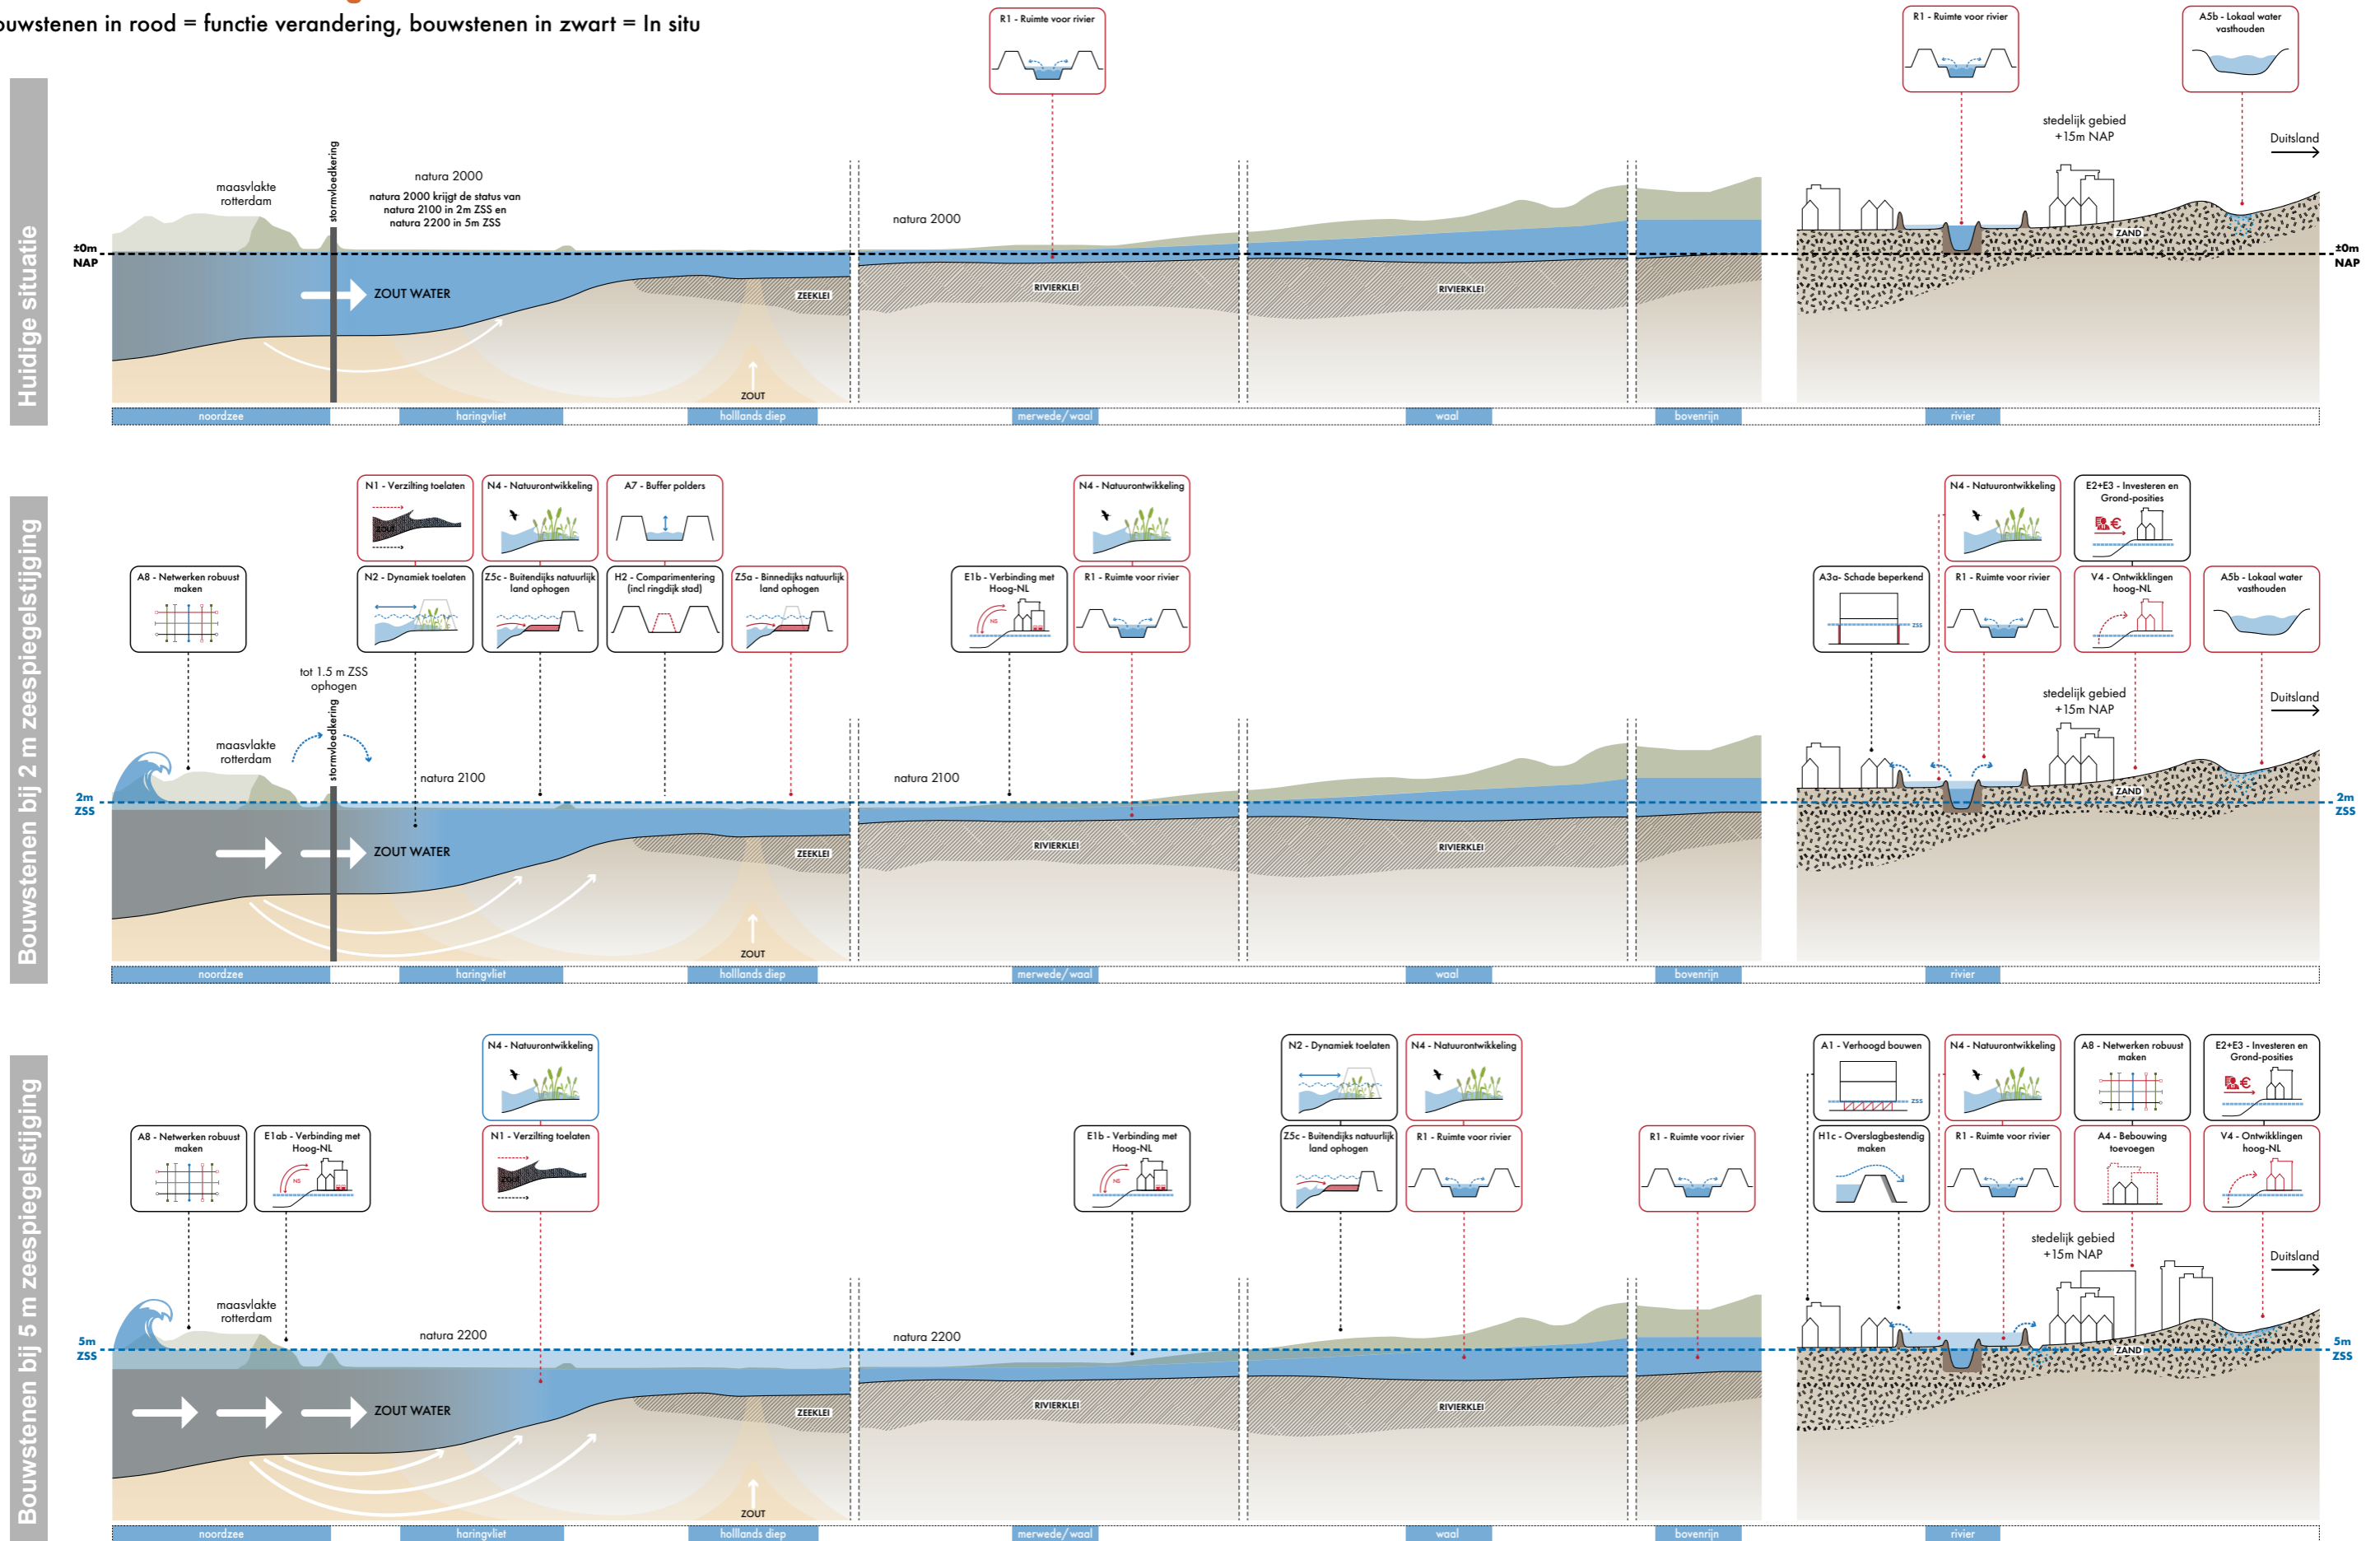 ouwstenen in rood = functie verandering, bouwstenen in zwart = In situ
Huidige situatie
R1 - Ruimte voor rivier
R1 - Ruimte voor rivier
A5b - Lokaal water
vasthouden
maasvlakte
rotterdam
stormvloedkering
natura 2000
natura 2000 krijgt de status van
natura 2100 in 2m ZSS en
natura 2200 in 5m ZSS
natura 2000
stedelijk gebied
+15m NAP
Duitsland
±0m
NAP
±0m
NAP
ZOUT WATER
ZEEKLEI
RIVIERKLEI
RIVIERKLEI
ZAND
ZOUT
noordzee
haringvliet
holllands diep
merwede/waal
waal
bovenrijn
rivier
Bouwstenen bij 2 m zeespiegelstijging
N1 - Verzilting toelaten
ZOUT
N4 - Natuurontwikkeling
A7 - Buffer polders
N4 - Natuurontwikkeling
N4 - Natuurontwikkeling
E2+E3 - Investeren en
Grond-posities
€
A8 - Netwerken robuust
maken
N2 - Dynamiek toelaten
Z5c - Buitendijks natuurlijk
land ophogen
H2 - Comparimentering
(incl ringdijk stad)
Z5a - Binnedijks natuurlijk
land ophogen
E1b - Verbinding met
Hoog-NL
NS
R1 - Ruimte voor rivier
A3a- Schade beperkend
ZSS
R1 - Ruimte voor rivier
V4 - Ontwikklingen
hoog-NL
A5b - Lokaal water
vasthouden
tot 1.5 m ZSS
ophogen
stormvloedkering
maasvlakte
rotterdam
natura 2100
natura 2100
stedelijk gebied
+15m NAP
Duitsland
2m
ZSS
2m
ZSS
ZOUT WATER
ZEEKLEI
RIVIERKLEI
RIVIERKLEI
ZAND
ZOUT
noordzee
haringvliet
holllands diep
merwede/waal
waal
bovenrijn
rivier
Bouwstenen bij 5 m zeespiegelstijging
N4 - Natuurontwikkeling
N2 - Dynamiek toelaten
N4 - Natuurontwikkeling
A1 - Verhoogd bouwen
ZSS
N4 - Natuurontwikkeling
A8 - Netwerken robuust
maken
E2+E3 - Investeren en
Grond-posities
€
A8 - Netwerken robuust
maken
E1ab - Verbinding met
Hoog-NL
NS
N1 - Verzilting toelaten
ZOUT
E1b - Verbinding met
Hoog-NL
NS
Z5c - Buitendijks natuurlijk
land ophogen
R1 - Ruimte voor rivier
R1 - Ruimte voor rivier
H1c - Overslagbestendig
maken
R1 - Ruimte voor rivier
A4 - Bebouwing
toevoegen
V4 - Ontwikklingen
hoog-NL
maasvlakte
rotterdam
natura 2200
natura 2200
stedelijk gebied
+15m NAP
Duitsland
5m
ZSS
5m
ZSS
ZOUT WATER
ZEEKLEI
RIVIERKLEI
RIVIERKLEI
ZAND
ZOUT
noordzee
haringvliet
holllands diep
merwede/waal
waal
bovenrijn
rivier